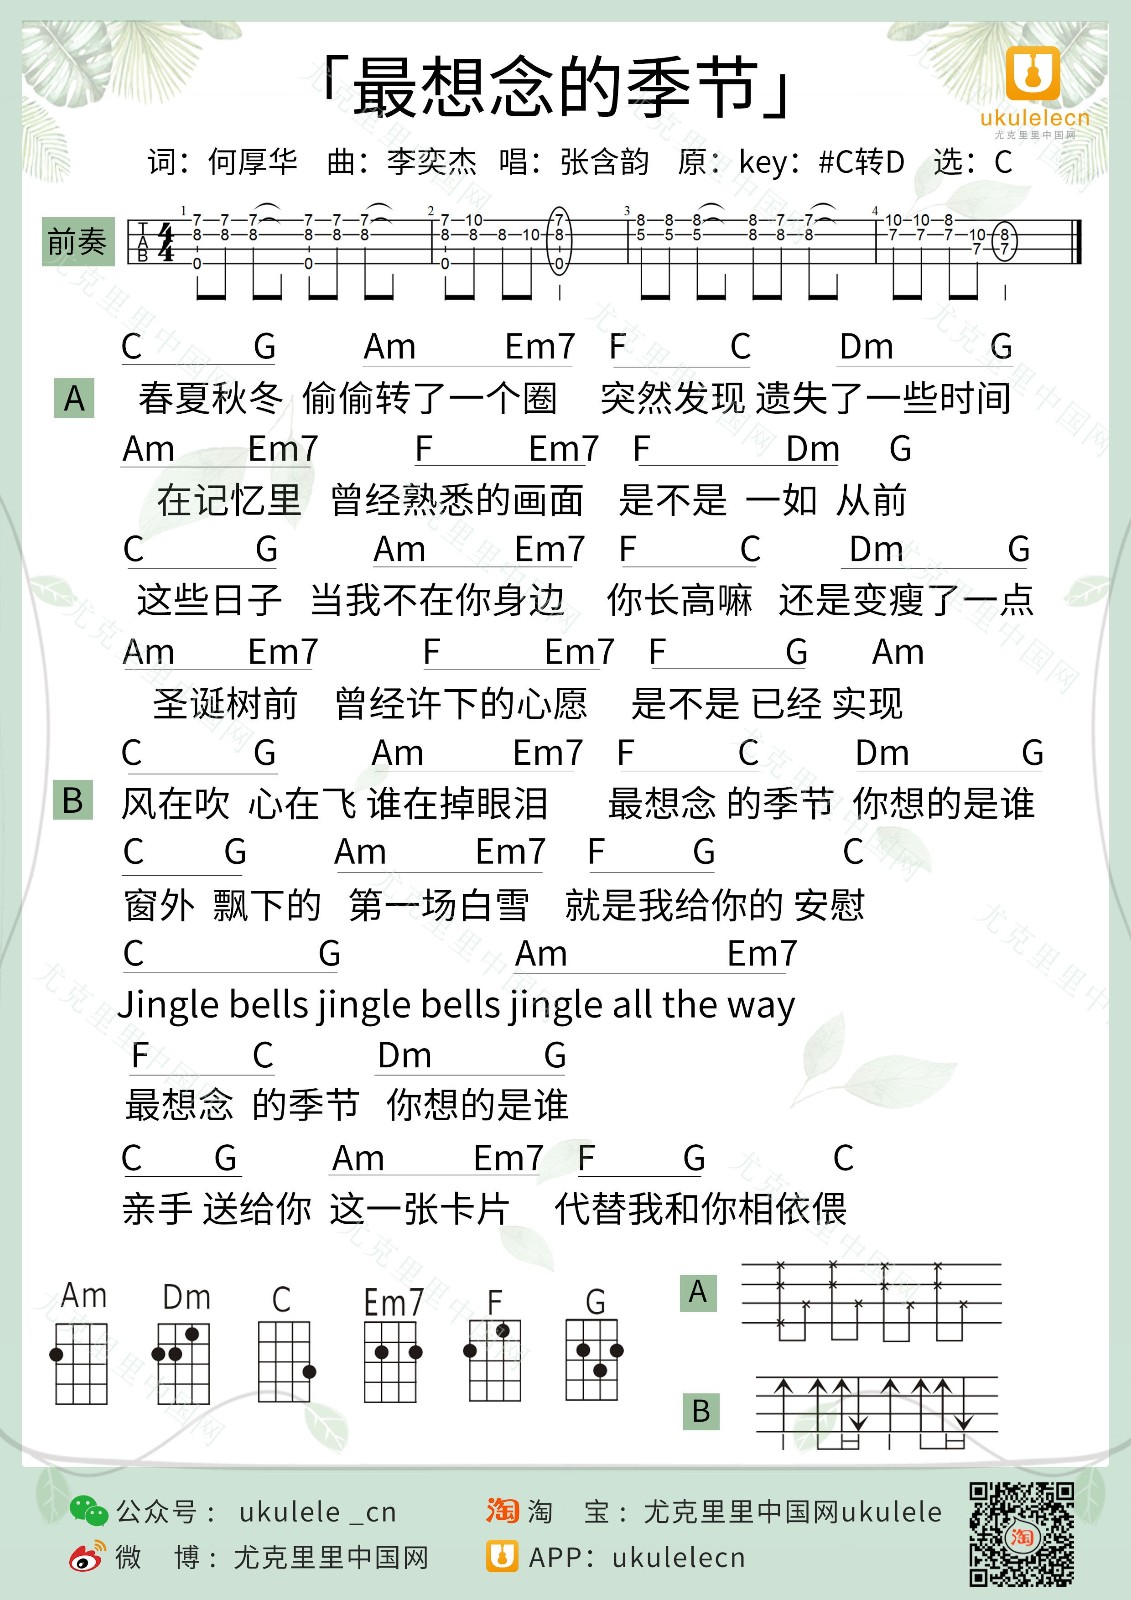 「最想念的季节」
ukulelecn
尤克里里中国网
词：何厚华 曲：李奕杰 唱：张含韵 原：key：#C转D 选：C
前奏
1 7 7 7 7 7 7 2 7 10 7 3 8 8 8 8 7 7 4 10 10 8
T 4 8 8 8 8 8 8 8 8 8 10 8 5 5 5 8 8 8 7 7 7 10 8
A 4 7 7
B 0 0 0 0
C G Am Em7 F C Dm G
A 春夏秋冬 偷偷转了一个圈 突然发现 遗失了一些时间
Am Em7 F Em7 F Dm G
在记忆里 曾经熟悉的画面 是不是 一如 从前
C G Am Em7 F C Dm G
这些日子 当我不在你身边 你长高嘛 还是变瘦了一点
Am Em7 F Em7 F G Am
圣诞树前 曾经许下的心愿 是不是 已经 实现
C G Am Em7 F C Dm G
B 风在吹 心在飞 谁在掉眼泪 最想念 的季节 你想的是谁
C G Am Em7 F G C
窗外 飘下的 第一场白雪 就是我给你的 安慰
C G Am Em7
Jingle bells jingle bells jingle all the way
F C Dm G
最想念 的季节 你想的是谁
C G Am Em7 F G C
亲手 送给你 这一张卡片 代替我和你相依偎
Am Dm C Em7 F G A
B
公众号： ukulele _cn 淘 淘 宝：尤克里里中国网ukulele
微 博：尤克里里中国网 APP：ukulelecn
淘